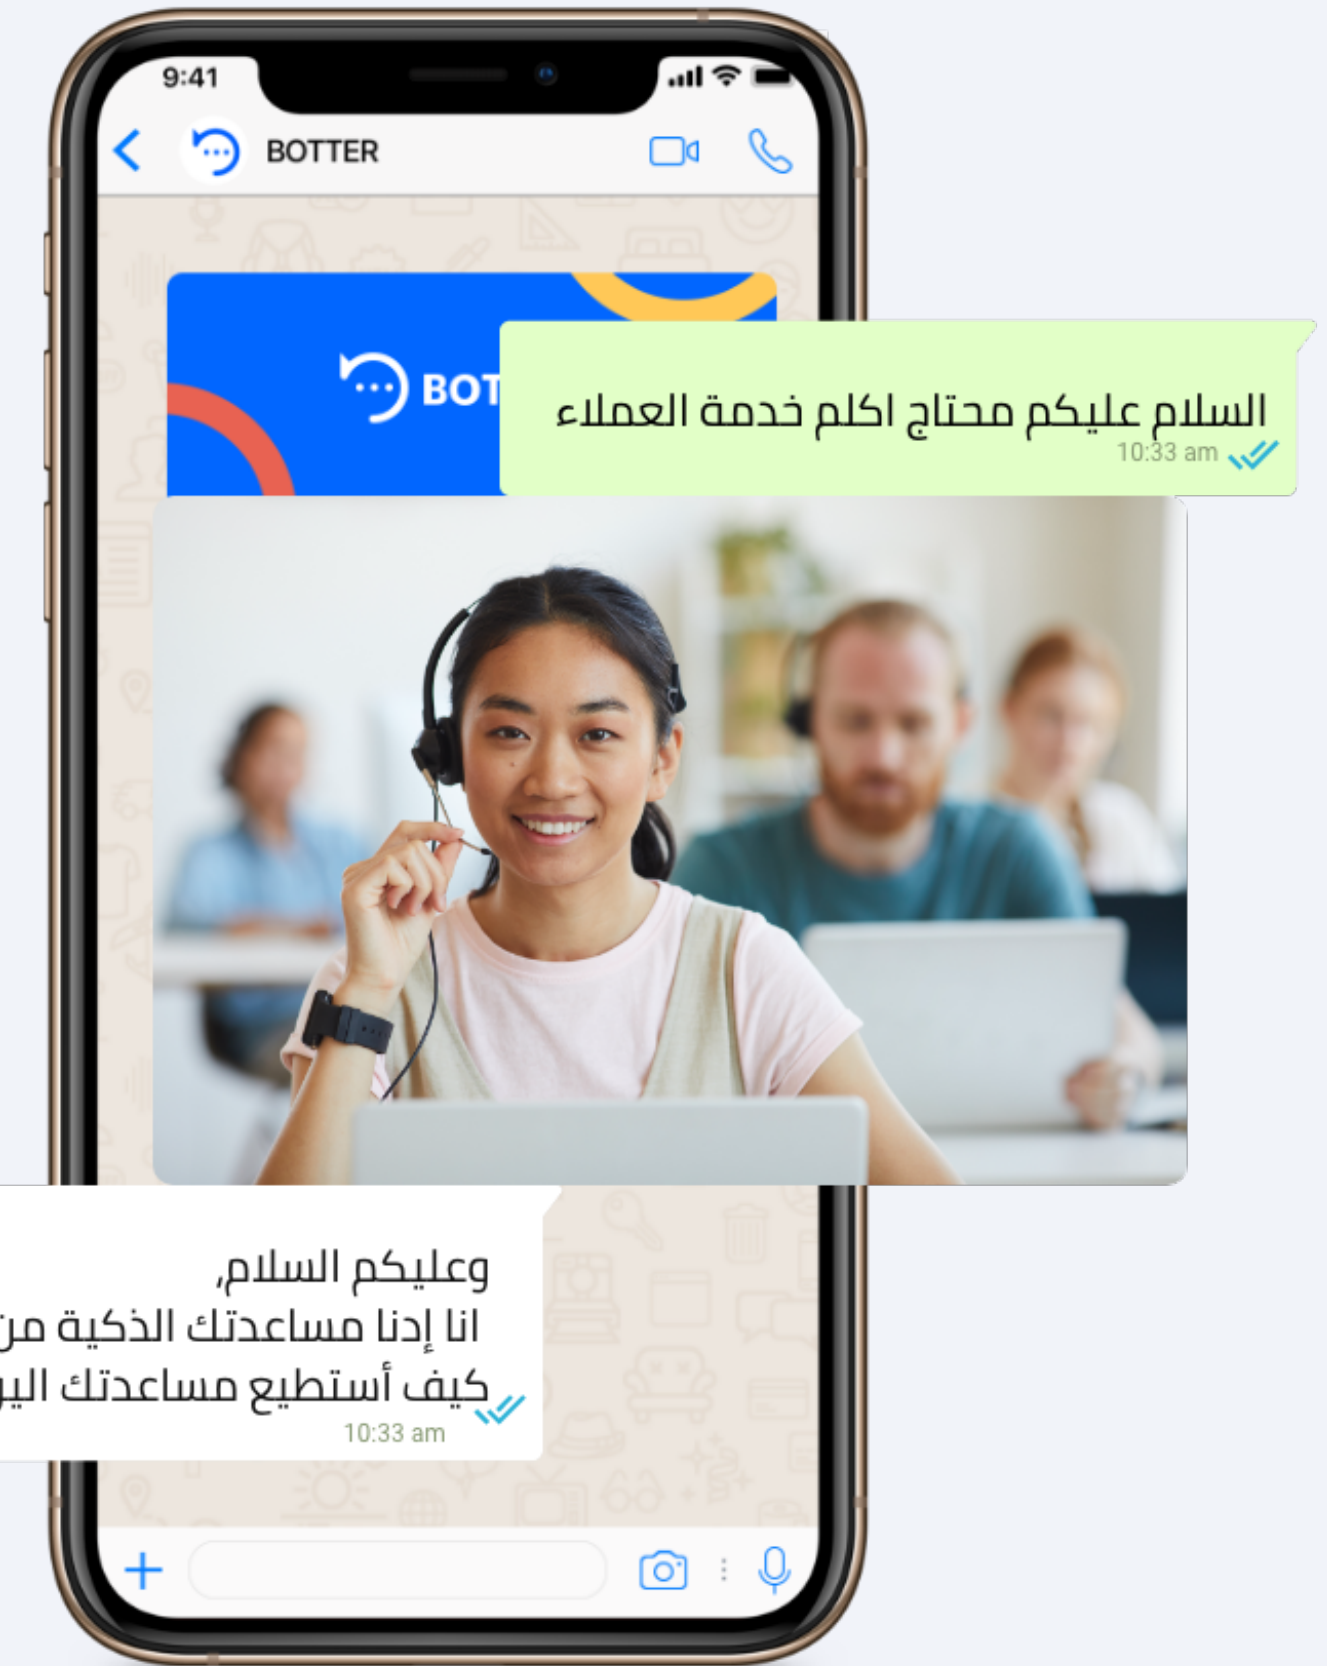 9:41
BOTTER
BOT
السلام عليكم محتاج اكلم خدمة العملاء
10:33 am
وعليكم السلام,
انا إدنا مساعدتك الذكية من
كيف أستطيع مساعدتك
10:33 am